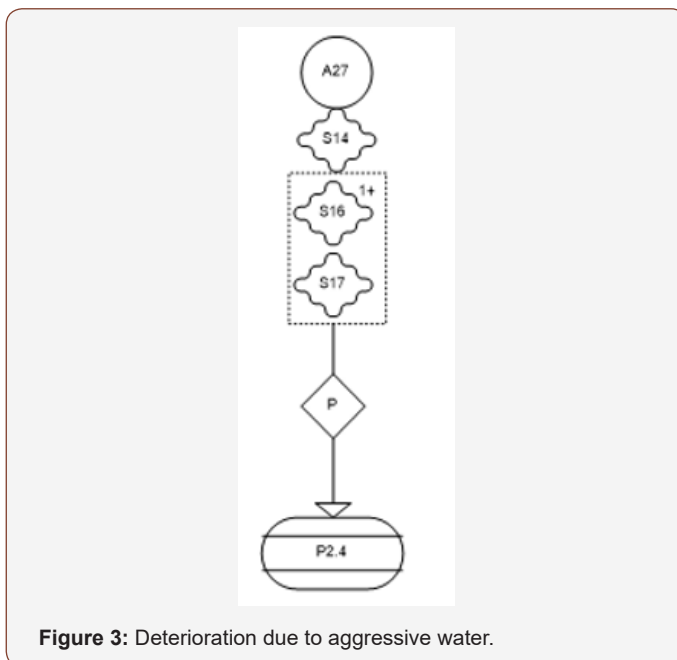 A27
S14
1+
S16
S17
P
P2.4
Figure 3: Deterioration due to aggressive water.